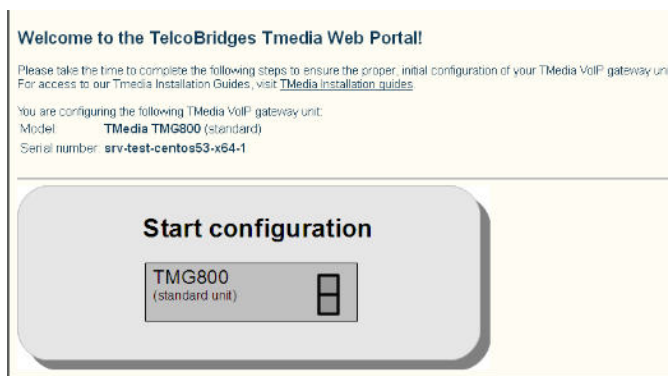 Welcome to the TelcoBridges Tmedia Web Portal!
Please take the time to complete the following steps to ensure the proper, initial configuration of your TMedia VoIP gateway uni
For access to our Tmedia Installation Guides, visit TMedia Installation guides
You are configuring the following TMedia VoIP gateway unit:
Model: TMedia TMG800 (standard)
Serial number: srv-test-centos53-x64-1
Start configuration
TMG800
(standard unit)